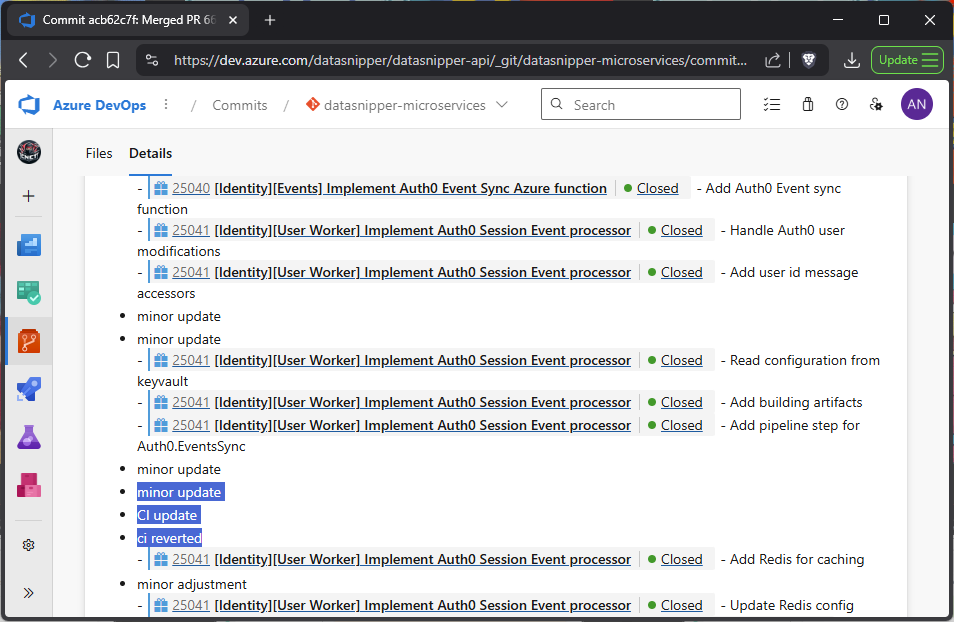 Commit acb62c7f: Merged PR 66
https://dev.azure.com/datasnipper/datasnipper-api/_git/datasnipper-microservices/commit...
Update
Azure DevOps / Commits / datasnipper-microservices
Search
AN
Files Details
- 25040 [Identity][Events] Implement Auth0 Event Sync Azure function Closed - Add Auth0 Event sync
function
- 25041 [Identity][User Worker] Implement Auth0 Session Event processor Closed - Handle Auth0 user
modifications
- 25041 [Identity][User Worker] Implement Auth0 Session Event processor Closed - Add user id message
accessors
• minor update
• minor update
- 25041 [Identity][User Worker] Implement Auth0 Session Event processor Closed - Read configuration from
keyvault
- 25041 [Identity][User Worker] Implement Auth0 Session Event processor Closed - Add building artifacts
- 25041 [Identity][User Worker] Implement Auth0 Session Event processor Closed - Add pipeline step for
Auth0.EventsSync
• minor update
• minor update
• CI update
• ci reverted
- 25041 [Identity][User Worker] Implement Auth0 Session Event processor Closed - Add Redis for caching
• minor adjustment
- 25041 [Identity][User Worker] Implement Auth0 Session Event processor Closed - Update Redis config